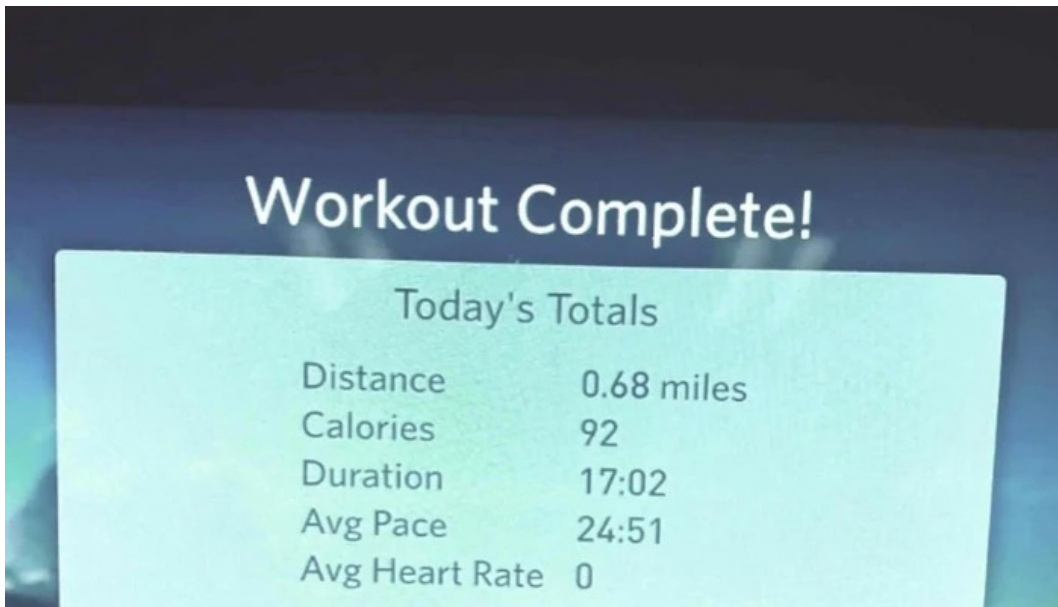 Workout Complete!
Today's Totals
Distance 0.68 miles
Calories 92
Duration 17:02
Avg Pace 24:51
Avg Heart Rate 0